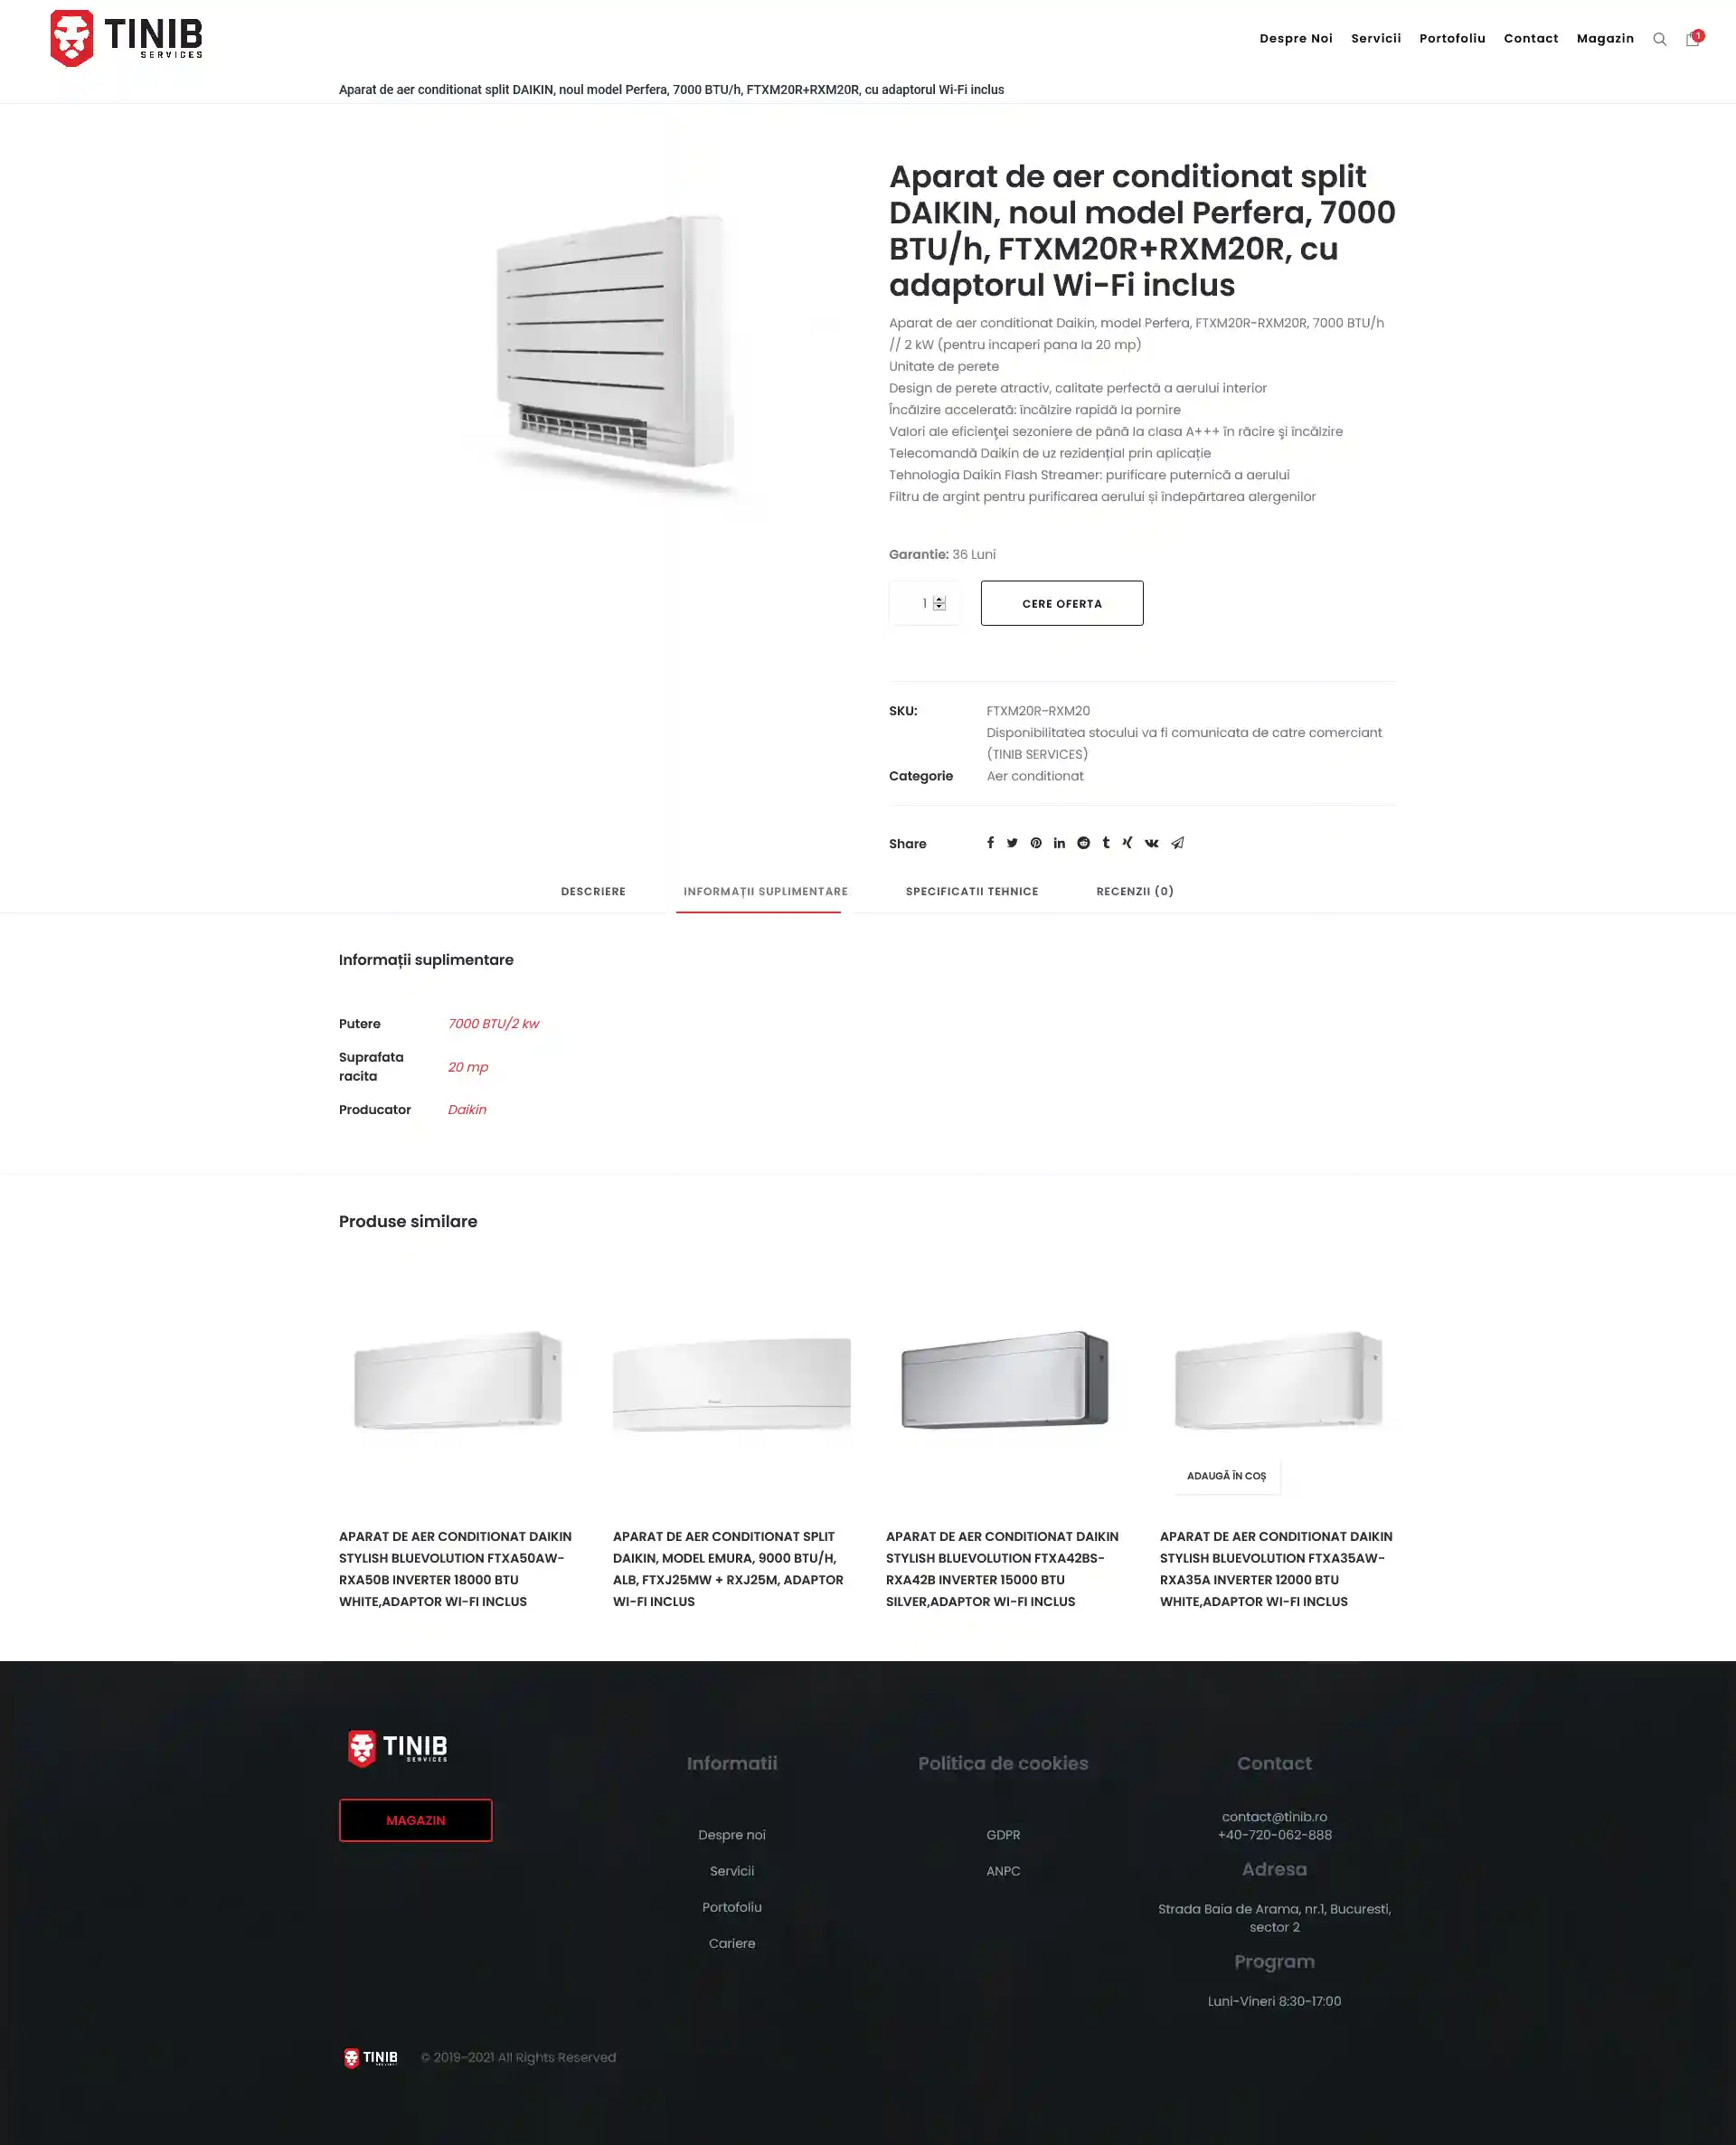 TINIB
SERVICES
Despre Noi Servicii Portofoliu Contact Magazin 1
Aparat de aer conditionat split DAIKIN, noul model Perfera, 7000 BTU/h, FTXM20R+RXM20R, cu adaptorul Wi-Fi inclus
Aparat de aer conditionat split
DAIKIN, noul model Perfera, 7000
BTU/h, FTXM20R+RXM20R, cu
adaptorul Wi-Fi inclus
Aparat de aer conditionat Daikin, model Perfera, FTXM20R-RXM20R, 7000 BTU/h
// 2 kW (pentru incaperi pana la 20 mp)
Unitate de perete
Design de perete atractiv, calitate perfectă a aerului interior
Încălzire accelerată: încălzire rapidă la pornire
Valori ale eficienţei sezoniere de până la clasa A+++ în răcire şi încălzire
Telecomandă Daikin de uz rezidențial prin aplicație
Tehnologia Daikin Flash Streamer: purificare puternică a aerului
Filtru de argint pentru purificarea aerului și îndepărtarea alergenilor
Garantie: 36 Luni
1 CERE OFERTA
SKU: FTXM20R-RXM20
Disponibilitatea stocului va fi comunicata de catre comerciant
(TINIB SERVICES)
Categorie Aer conditionat
Share
DESCRIERE INFORMAȚII SUPLIMENTARE SPECIFICATII TEHNICE RECENZII (0)
Informații suplimentare
Putere 7000 BTU/2 kw
Suprafata
racita 20 mp
Producator Daikin
Produse similare
ADAUGĂ ÎN COȘ
APARAT DE AER CONDITIONAT DAIKIN
STYLISH BLUEVOLUTION FTXA50AW-
RXA50B INVERTER 18000 BTU
WHITE,ADAPTOR WI-FI INCLUS
APARAT DE AER CONDITIONAT SPLIT
DAIKIN, MODEL EMURA, 9000 BTU/H,
ALB, FTXJ25MW + RXJ25M, ADAPTOR
WI-FI INCLUS
APARAT DE AER CONDITIONAT DAIKIN
STYLISH BLUEVOLUTION FTXA42BS-
RXA42B INVERTER 15000 BTU
SILVER,ADAPTOR WI-FI INCLUS
APARAT DE AER CONDITIONAT DAIKIN
STYLISH BLUEVOLUTION FTXA35AW-
RXA35A INVERTER 12000 BTU
WHITE,ADAPTOR WI-FI INCLUS
TINIB
SERVICES
MAGAZIN
Informatii
Despre noi
Servicii
Portofoliu
Cariere
Politica de cookies
GDPR
ANPC
Contact
contact@tinib.ro
+40-720-062-888
Adresa
Strada Baia de Arama, nr.1, Bucuresti,
sector 2
Program
Luni-Vineri 8:30-17:00
TINIB
© 2019–2021 All Rights Reserved